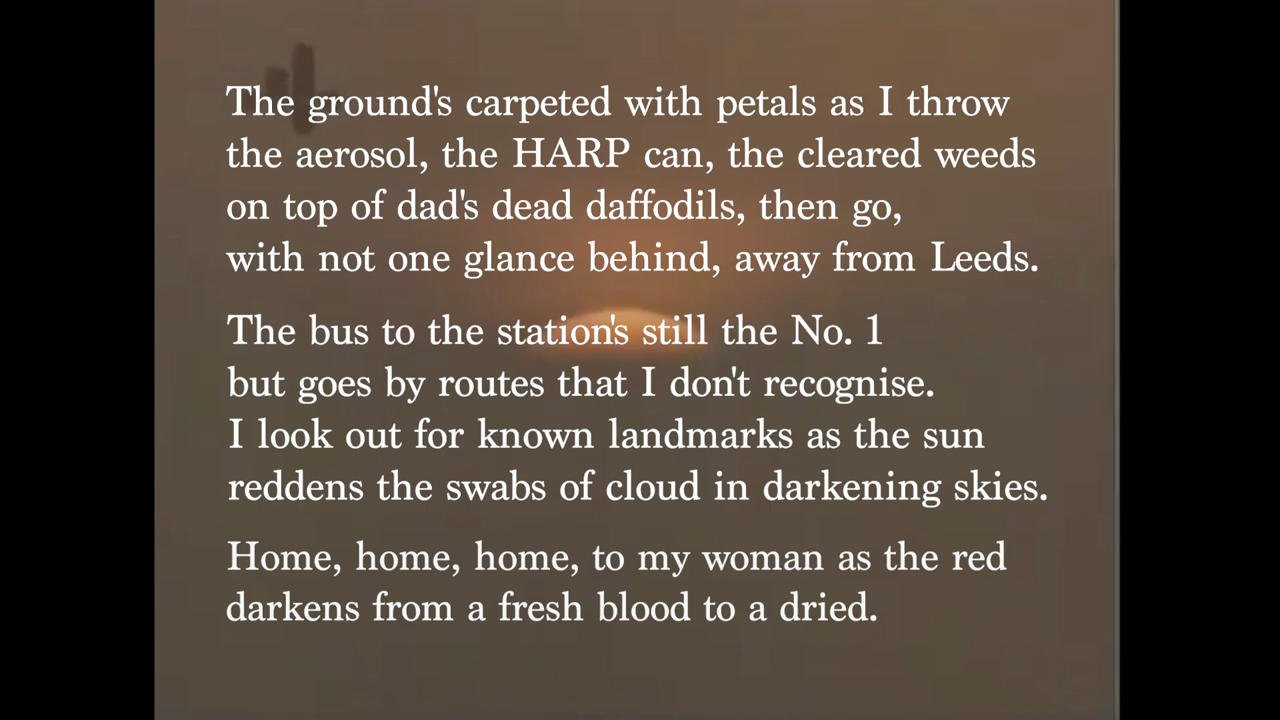 The ground's carpeted with petals as I throw
the aerosol, the HARP can, the cleared weeds
on top of dad's dead daffodils, then go,
with not one glance behind, away from Leeds.
The bus to the station's still the No. 1
but goes by routes that I don't recognise.
I look out for known landmarks as the sun
reddens the swabs of cloud in darkening skies.
Home, home, home, to my woman as the red
darkens from a fresh blood to a dried.